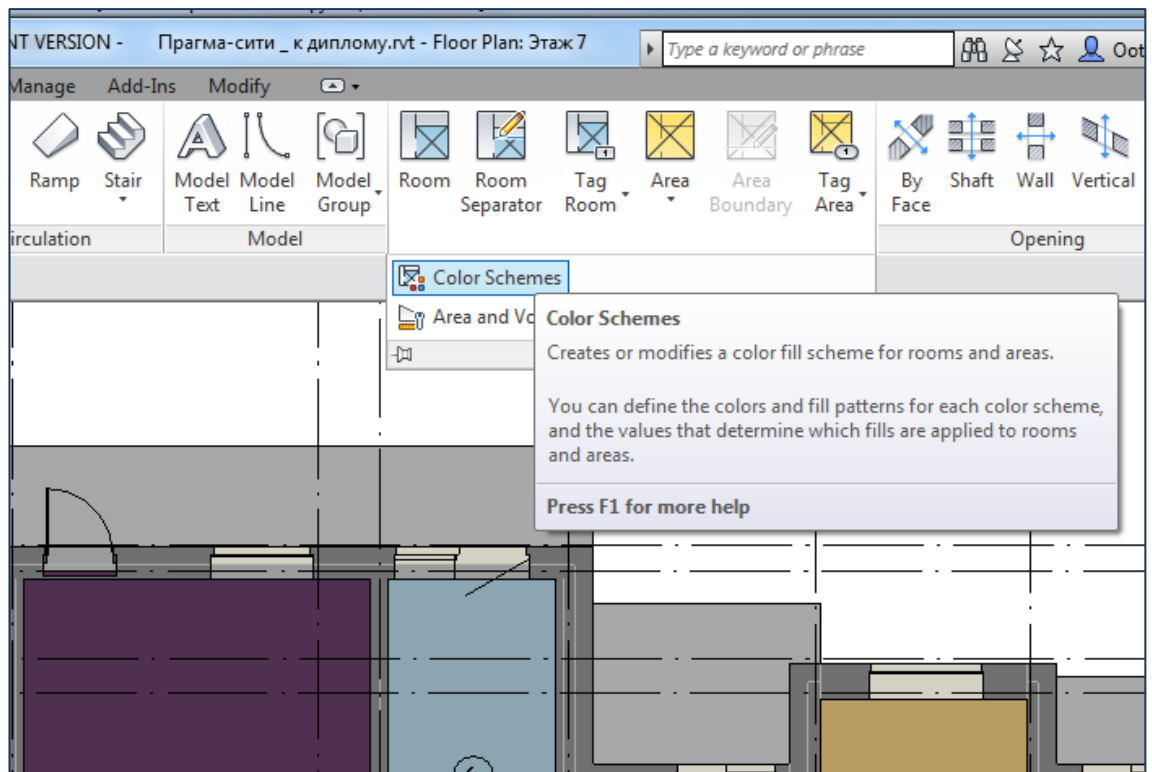 NT VERSION - Прагма-сити _ к диплому.rvt - Floor Plan: Этаж 7
Type a keyword or phrase
Oot
Manage Add-Ins Modify
Ramp Stair Model Model Model Room Room Tag Area Area Tag By Shaft Wall Vertical
Text Line Group Separator Room Boundary Area Face
irculation Model Opening
Color Schemes
Area and Vo
Color Schemes
Creates or modifies a color fill scheme for rooms and areas.
You can define the colors and fill patterns for each color scheme,
and the values that determine which fills are applied to rooms
and areas.
Press F1 for more help